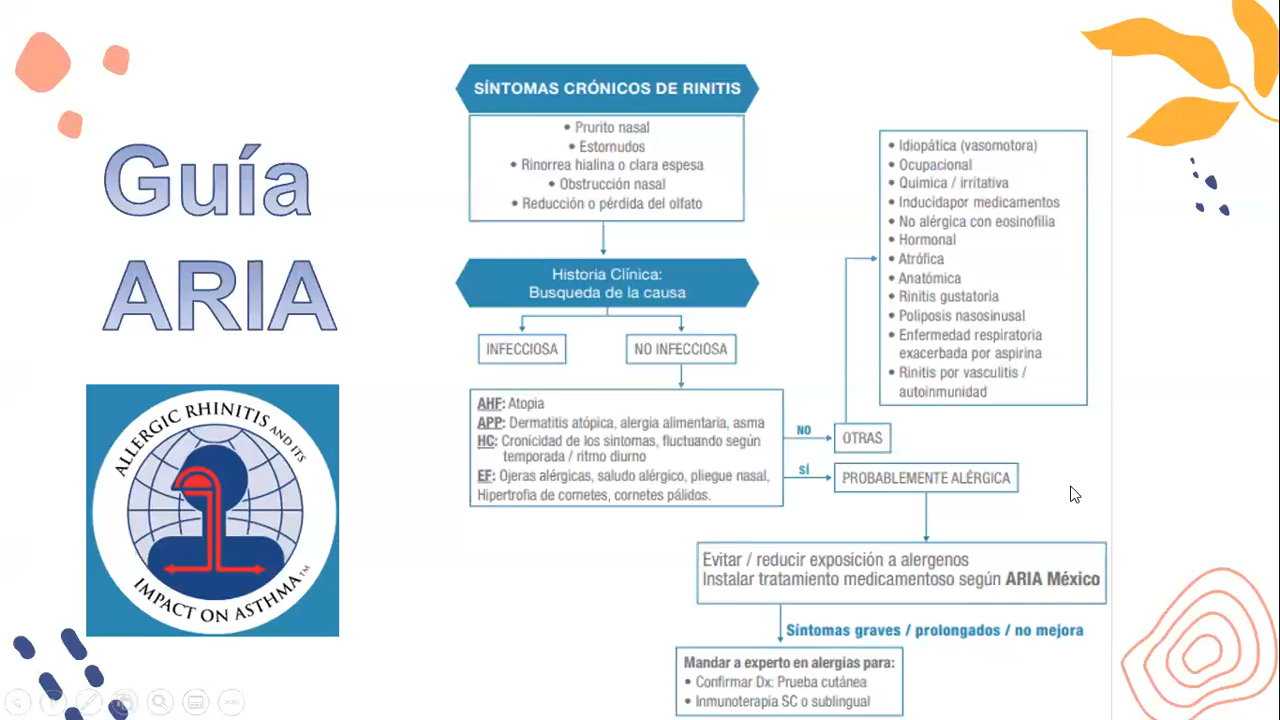 Guía
ARIA
ALLERGIC RHINITIS AND ITS
IMPACT ON ASTHMA™
SÍNTOMAS CRÓNICOS DE RINITIS
• Prurito nasal
• Estornudos
• Rinorrea hialina o clara espesa
• Obstrucción nasal
• Reducción o pérdida del olfato
Historia Clínica:
Busqueda de la causa
INFECCIOSA
NO INFECCIOSA
AHF: Atopia
APP: Dermatitis atópica, alergia alimentaria, asma
HC: Cronicidad de los sintomas, fluctuando según
temporada / ritmo diurno
EF: Ojeras alérgicas, saludo alérgico, pliegue nasal,
Hipertrofia de cornetes, cornetes pálidos.
NO
OTRAS
SÍ
PROBABLEMENTE ALÉRGICA
• Idiopática (vasomotora)
• Ocupacional
• Quimica / irritativa
• Inducidapor medicamentos
• No alérgica con eosinofilia
• Hormonal
• Atrófica
• Anatómica
• Rinitis gustatoria
• Poliposis nasosinusal
• Enfermedad respiratoria
exacerbada por aspirina
• Rinitis por vasculitis /
autoinmunidad
Evitar / reducir exposición a alergenos
Instalar tratamiento medicamentoso según ARIA México
Síntomas graves / prolongados / no mejora
Mandar a experto en alergias para:
• Confirmar Dx: Prueba cutánea
• Inmunoterapia SC o sublingual